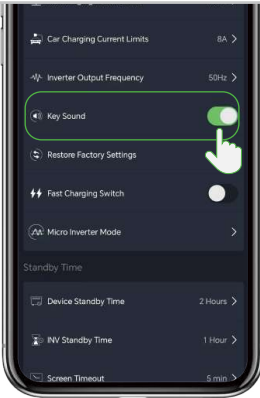 Car Charging Current Limits 8A
Inverter Output Frequency 50Hz
Key Sound
Restore Factory Settings
Fast Charging Switch
Micro Inverter Mode
Standby Time
Device Standby Time 2 Hours
INV Standby Time 1 Hour
Screen Timeout 5 min